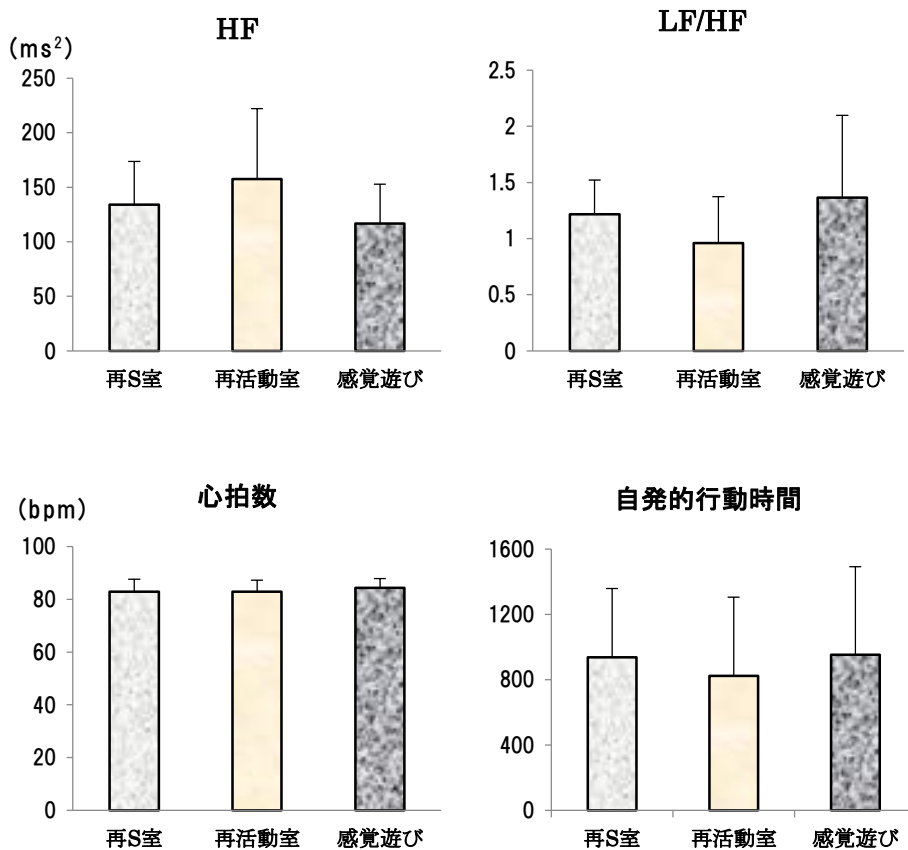 HF
(ms²)
250
200
150
100
50
0
再S室 再活動室 感覚遊び
LF/HF
2.5
2
1.5
1
0.5
0
再S室 再活動室 感覚遊び
心拍数
(bpm)
100
80
60
40
20
0
再S室 再活動室 感覚遊び
自発的行動時間
1600
1200
800
400
0
再S室 再活動室 感覚遊び